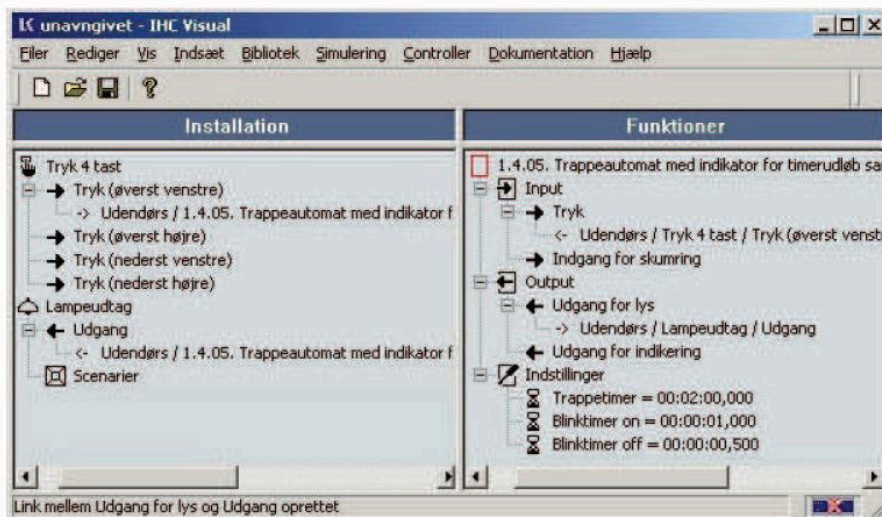 unavngivet - IHC Visual
Filer Rediger Vis Indsæt Bibliotek Simulering Controller Dokumentation Hjælp
Installation
Tryk 4 tast
Tryk (øverst venstre)
-> Udendørs / 1.4.05. Trappeautomat med indikator f
Tryk (øverst højre)
Tryk (nederst venstre)
Tryk (nederst højre)
Lampeudtag
Udgang
<- Udendørs / 1.4.05. Trappeautomat med indikator f
Scenarier
Funktioner
1.4.05. Trappeautomat med indikator for timerudløb sa
Input
Tryk
<- Udendørs / Tryk 4 tast / Tryk (øverst venstr
Indgang for skumring
Output
Udgang for lys
-> Udendørs / Lampeudtag / Udgang
Udgang for indikering
Indstillinger
Trappetimer = 00:02:00,000
Blinktimer on = 00:00:01,000
Blinktimer off = 00:00:00,500
Link mellem Udgang for lys og Udgang oprettet